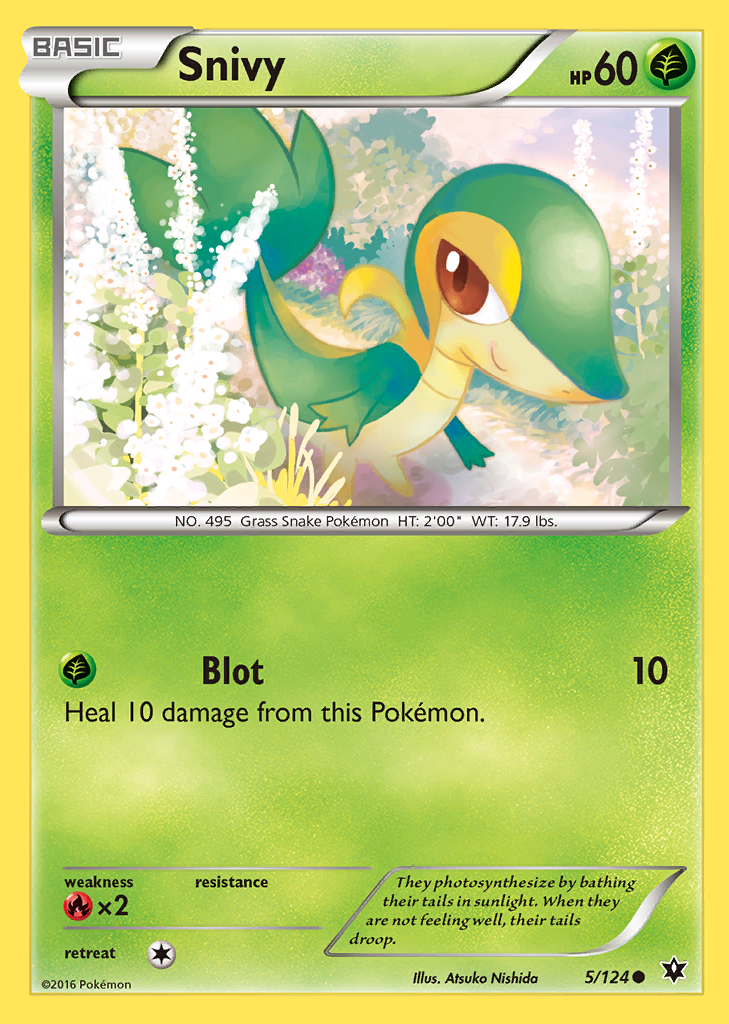 BASIC
Snivy
HP60
NO. 495 Grass Snake Pokémon HT: 2'00" WT: 17.9 lbs.
Blot 10
Heal 10 damage from this Pokémon.
weakness resistance
×2
They photosynthesize by bathing
their tails in sunlight. When they
are not feeling well, their tails
droop.
retreat
©2016 Pokémon
Illus. Atsuko Nishida
5/124